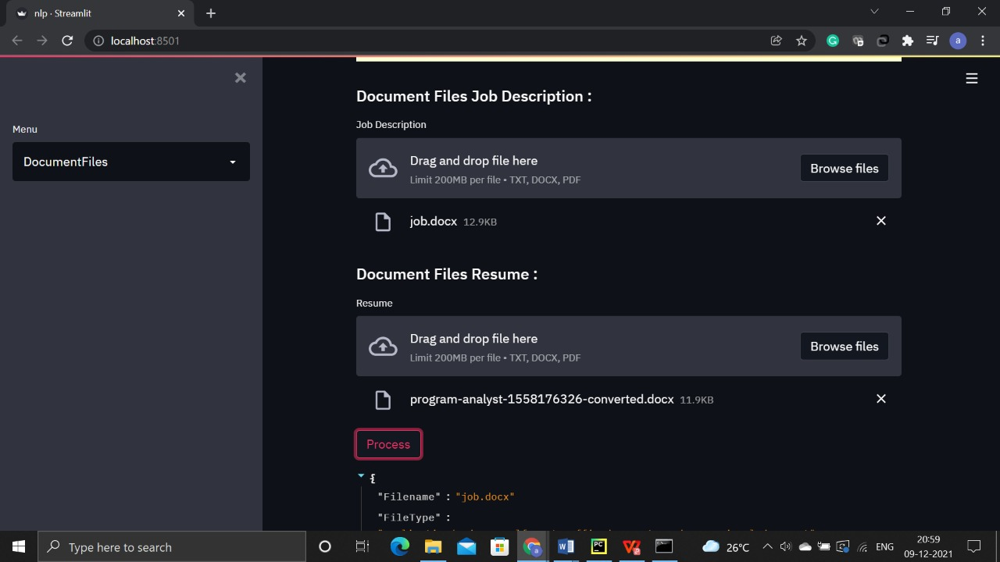 nlp · Streamlit
localhost:8501
a
Menu
DocumentFiles
Document Files Job Description :
Job Description
Drag and drop file here
Limit 200MB per file • TXT, DOCX, PDF
Browse files
job.docx 12.9KB
Document Files Resume :
Resume
Drag and drop file here
Limit 200MB per file • TXT, DOCX, PDF
Browse files
program-analyst-1558176326-converted.docx 11.9KB
Process
{
"Filename" : "job.docx"
"FileType" :
Type here to search
26°C
ENG
20:59
09-12-2021